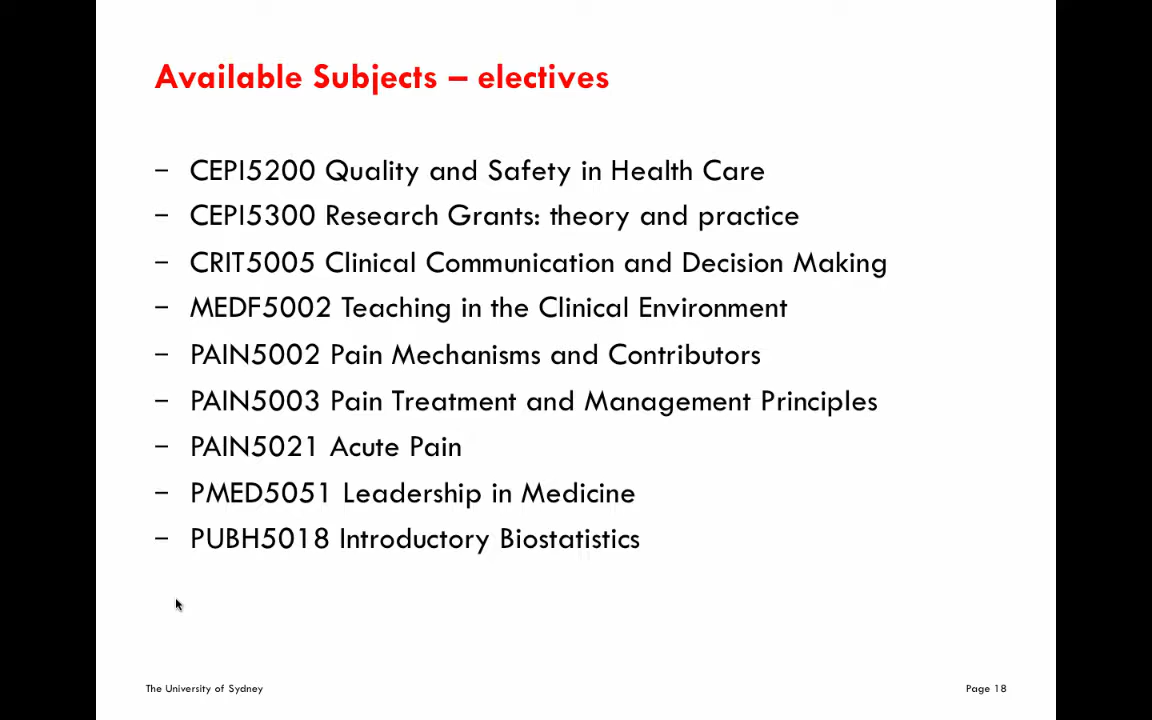 Available Subjects – electives
– CEPI5200 Quality and Safety in Health Care
– CEPI5300 Research Grants: theory and practice
– CRIT5005 Clinical Communication and Decision Making
– MEDF5002 Teaching in the Clinical Environment
– PAIN5002 Pain Mechanisms and Contributors
– PAIN5003 Pain Treatment and Management Principles
– PAIN5021 Acute Pain
– PMED5051 Leadership in Medicine
– PUBH5018 Introductory Biostatistics
The University of Sydney
Page 18